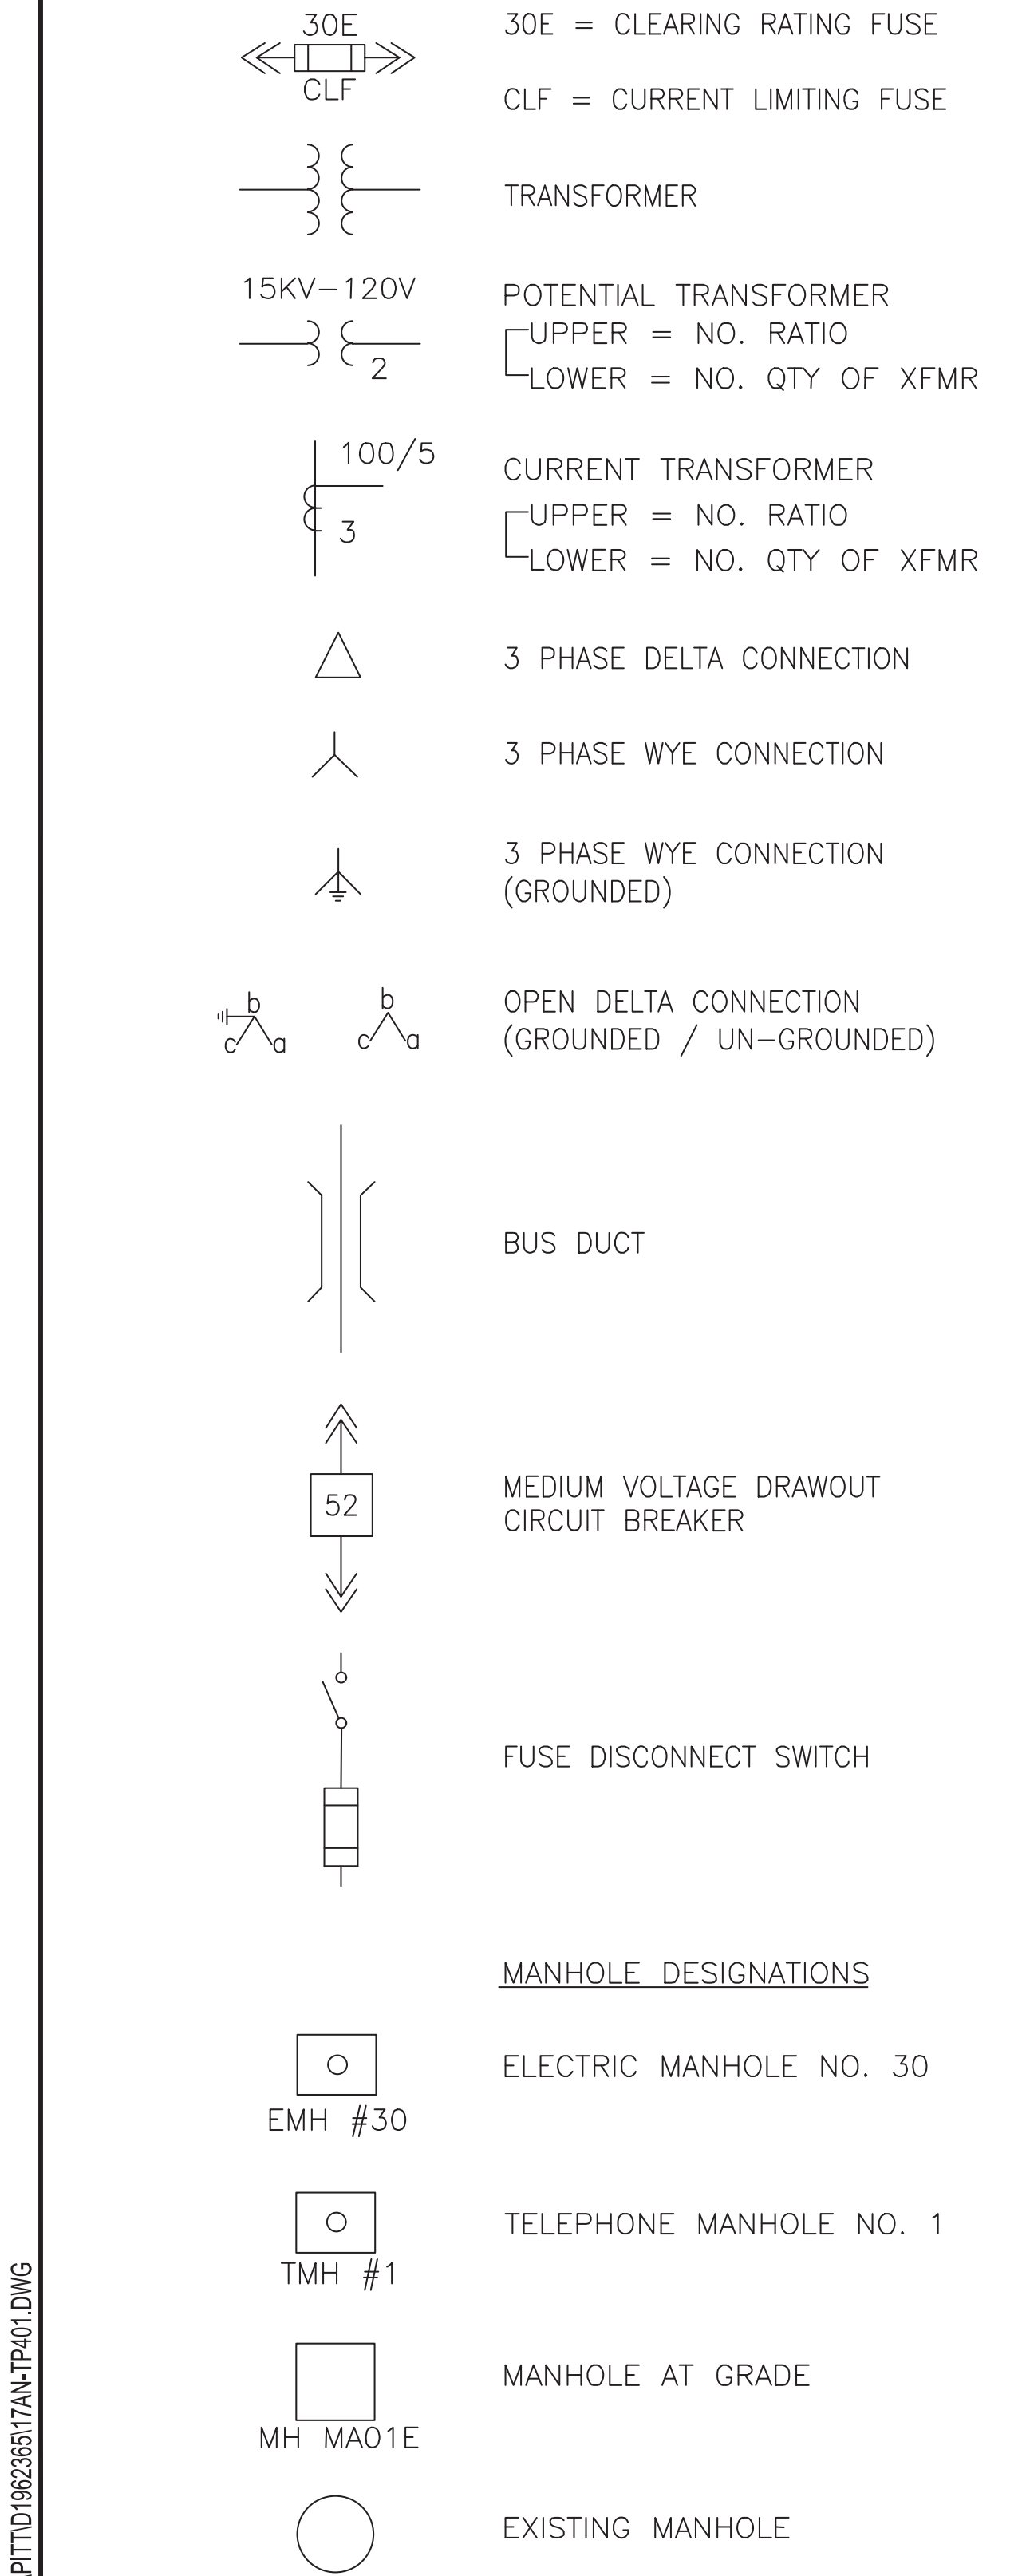 30E
CLF
30E = CLEARING RATING FUSE
CLF = CURRENT LIMITING FUSE
TRANSFORMER
15KV-120V
2
POTENTIAL TRANSFORMER
UPPER = NO. RATIO
LOWER = NO. QTY OF XFMR
100/5
3
CURRENT TRANSFORMER
UPPER = NO. RATIO
LOWER = NO. QTY OF XFMR
3 PHASE DELTA CONNECTION
3 PHASE WYE CONNECTION
3 PHASE WYE CONNECTION
(GROUNDED)
b
c a
b
c a
OPEN DELTA CONNECTION
(GROUNDED / UN-GROUNDED)
BUS DUCT
52
MEDIUM VOLTAGE DRAWOUT
CIRCUIT BREAKER
FUSE DISCONNECT SWITCH
MANHOLE DESIGNATIONS
EMH #30
ELECTRIC MANHOLE NO. 30
TMH #1
TELEPHONE MANHOLE NO. 1
MH MA01E
MANHOLE AT GRADE
EXISTING MANHOLE
PITT\D1962365\17AN-TP401.DWG